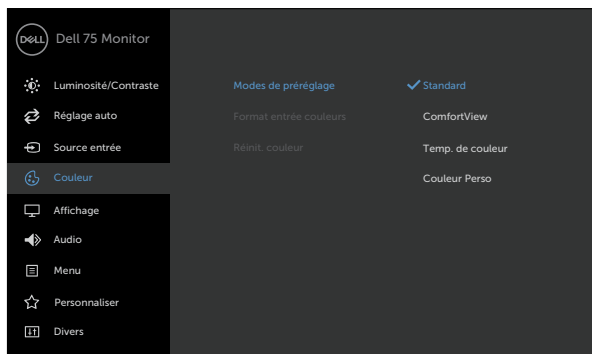 DELL Dell 75 Monitor
Luminosité/Contraste Modes de préréglage Standard
Réglage auto Format entrée couleurs ComfortView
Source entrée Réinit. couleur Temp. de couleur
Couleur Couleur Perso
Affichage
Audio
Menu
Personnaliser
Divers